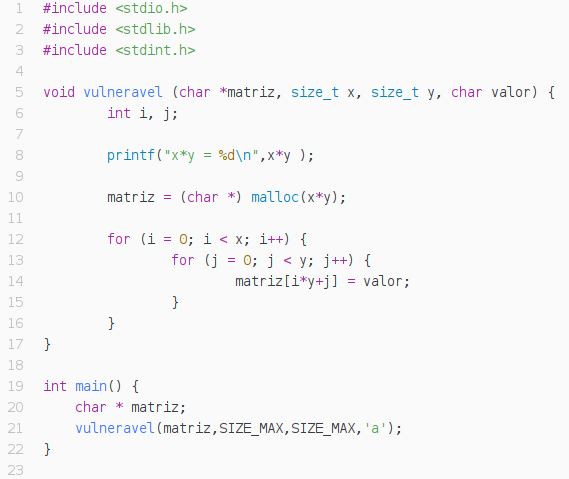 1 #include <stdio.h>
2 #include <stdlib.h>
3 #include <stdint.h>
4
5 void vulneravel (char *matriz, size_t x, size_t y, char valor) {
6         int i, j;
7
8         printf("x*y = %d\n",x*y );
9
10         matriz = (char *) malloc(x*y);
11
12         for (i = 0; i < x; i++) {
13                 for (j = 0; j < y; j++) {
14                         matriz[i*y+j] = valor;
15                 }
16         }
17 }
18
19 int main() {
20     char * matriz;
21     vulneravel(matriz,SIZE_MAX,SIZE_MAX,'a');
22 }
23